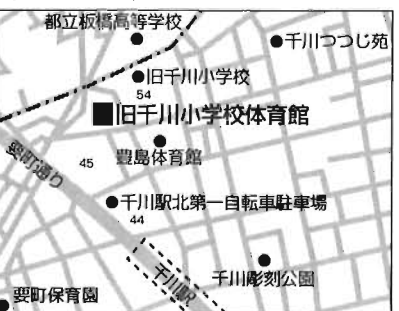 都立板橋高等学校
千川つつじ苑
旧千川小学校
54
旧千川小学校体育館
豊島体育館
要町通り
45
千川駅北第一自転車駐車場
44
千川彫刻公園
千川駅
要町保育園